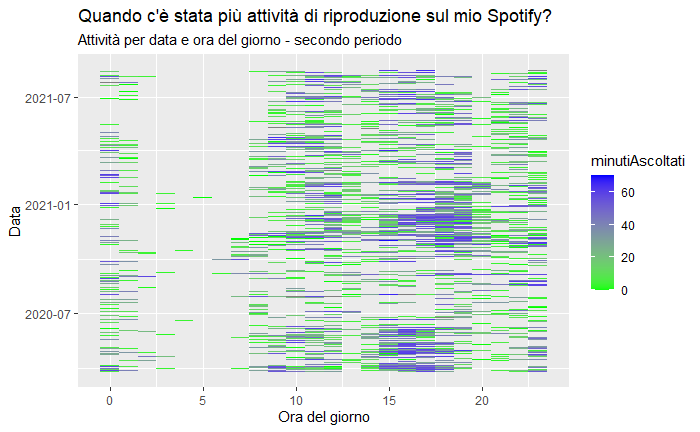 Quando c'è stata più attività di riproduzione sul mio Spotify?
Attività per data e ora del giorno - secondo periodo
2021-07
2021-01
2020-07
Data
0 5 10 15 20
Ora del giorno
minutiAscoltati
60
40
20
0